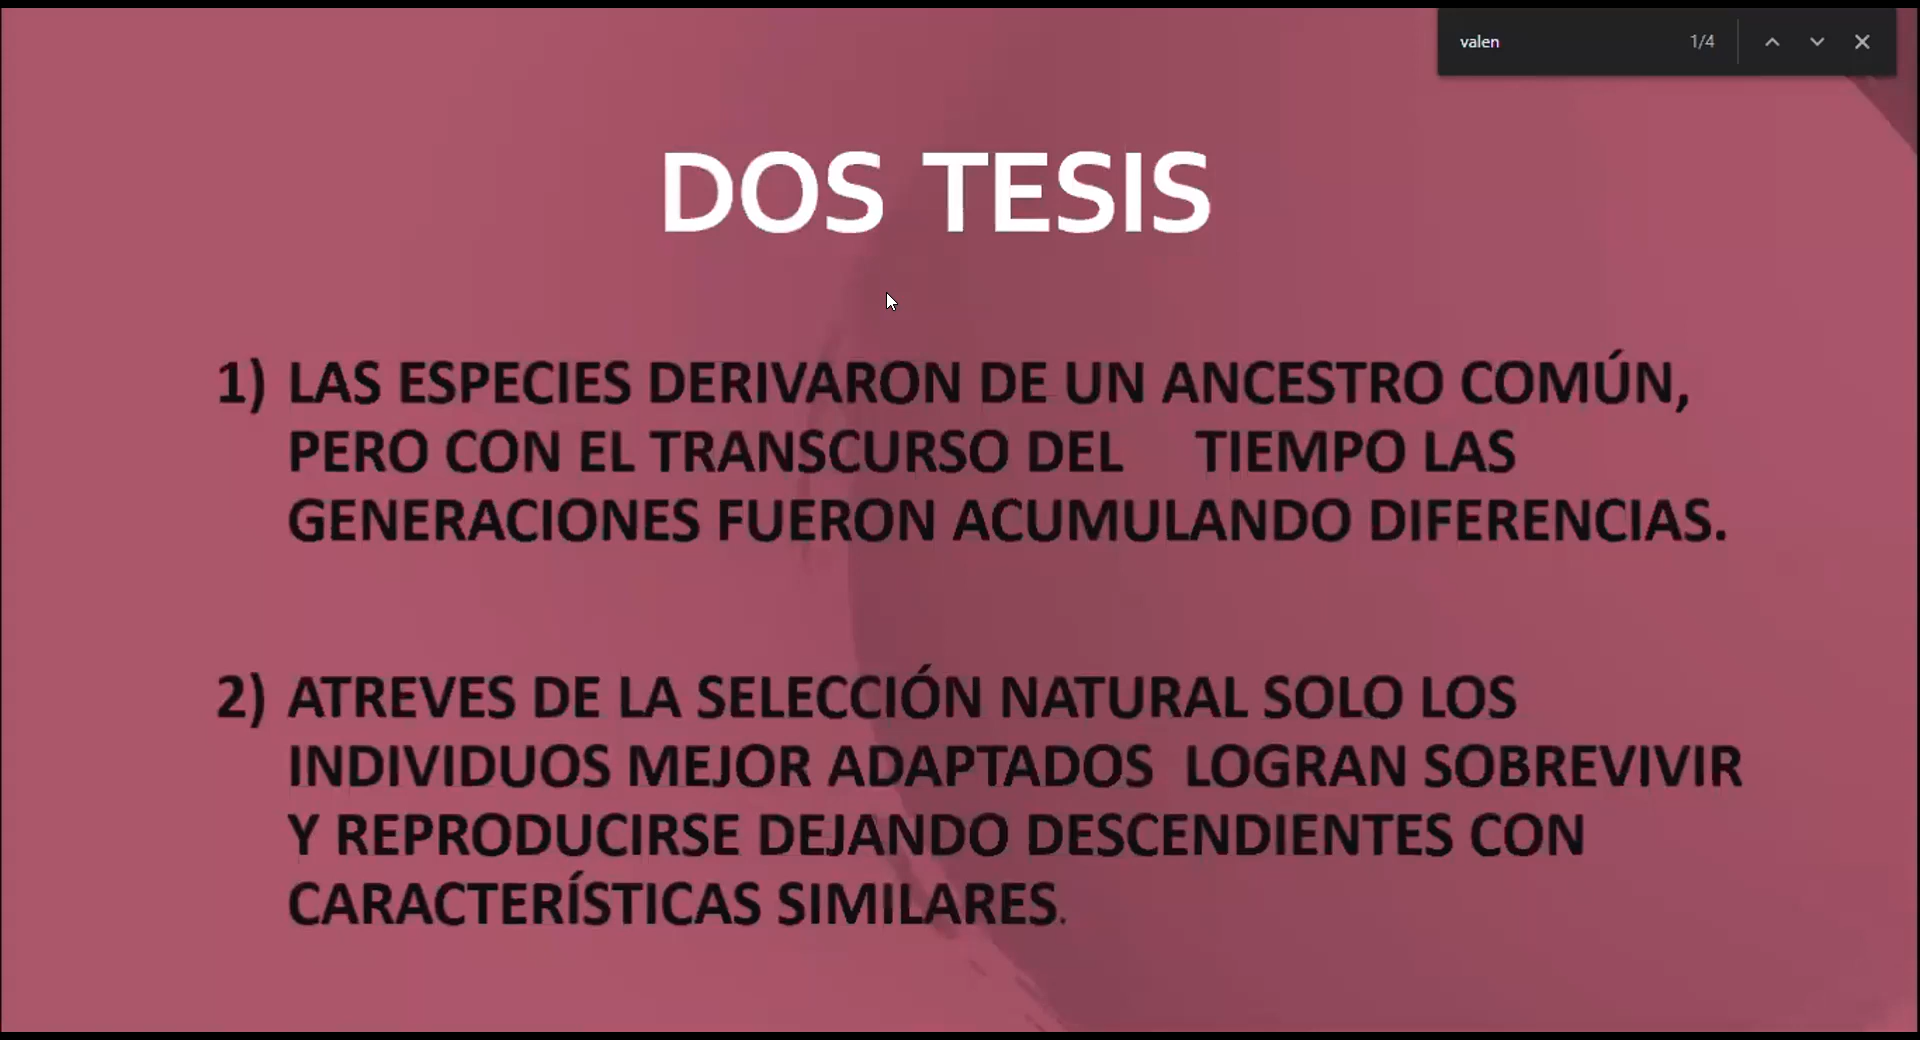 valen 1/4
DOS TESIS
1) LAS ESPECIES DERIVARON DE UN ANCESTRO COMÚN,
PERO CON EL TRANSCURSO DEL TIEMPO LAS
GENERACIONES FUERON ACUMULANDO DIFERENCIAS.
2) ATREVES DE LA SELECCIÓN NATURAL SOLO LOS
INDIVIDUOS MEJOR ADAPTADOS LOGRAN SOBREVIVIR
Y REPRODUCIRSE DEJANDO DESCENDIENTES CON
CARACTERÍSTICAS SIMILARES.